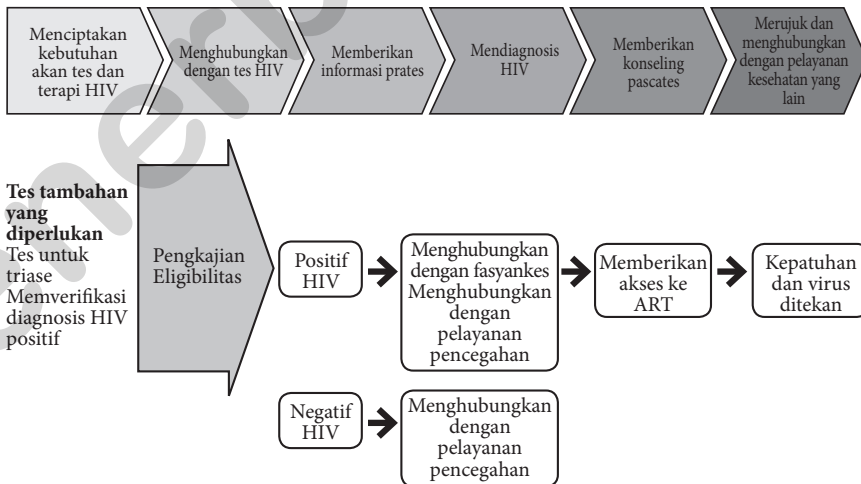 Menciptakan
kebutuhan
akan tes dan
terapi HIV
Menghubungkan
dengan tes HIV
Memberikan
informasi prates
Mendiagnosis
HIV
Memberikan
konseling
pascates
Merujuk dan
menghubungkan
dengan pelayanan
kesehatan yang
lain
Tes tambahan
yang
diperlukan
Tes untuk
triase
Memverifikasi
diagnosis HIV
positif
Pengkajian
Eligibilitas
Positif
HIV
Menghubungkan
dengan fasyankes
Menghubungkan
dengan
pelayanan
pencegahan
Memberikan
akses ke
ART
Kepatuhan
dan virus
ditekan
Negatif
HIV
Menghubungkan
dengan
pelayanan
pencegahan